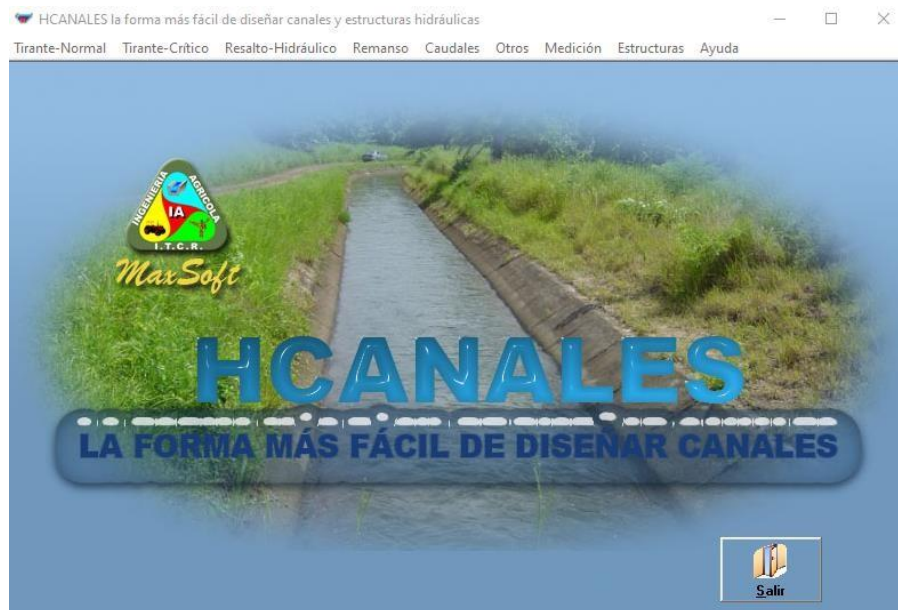 HCANALES la forma más fácil de diseñar canales y estructuras hidráulicas
Tirante-Normal Tirante-Crítico Resalto-Hidráulico Remanso Caudales Otros Medición Estructuras Ayuda
INGENIERIA AGRICOLA
IA
I.T.C.R.
MaxSoft
HCANALES
LA FORMA MÁS FÁCIL DE DISEÑAR CANALES
Salir